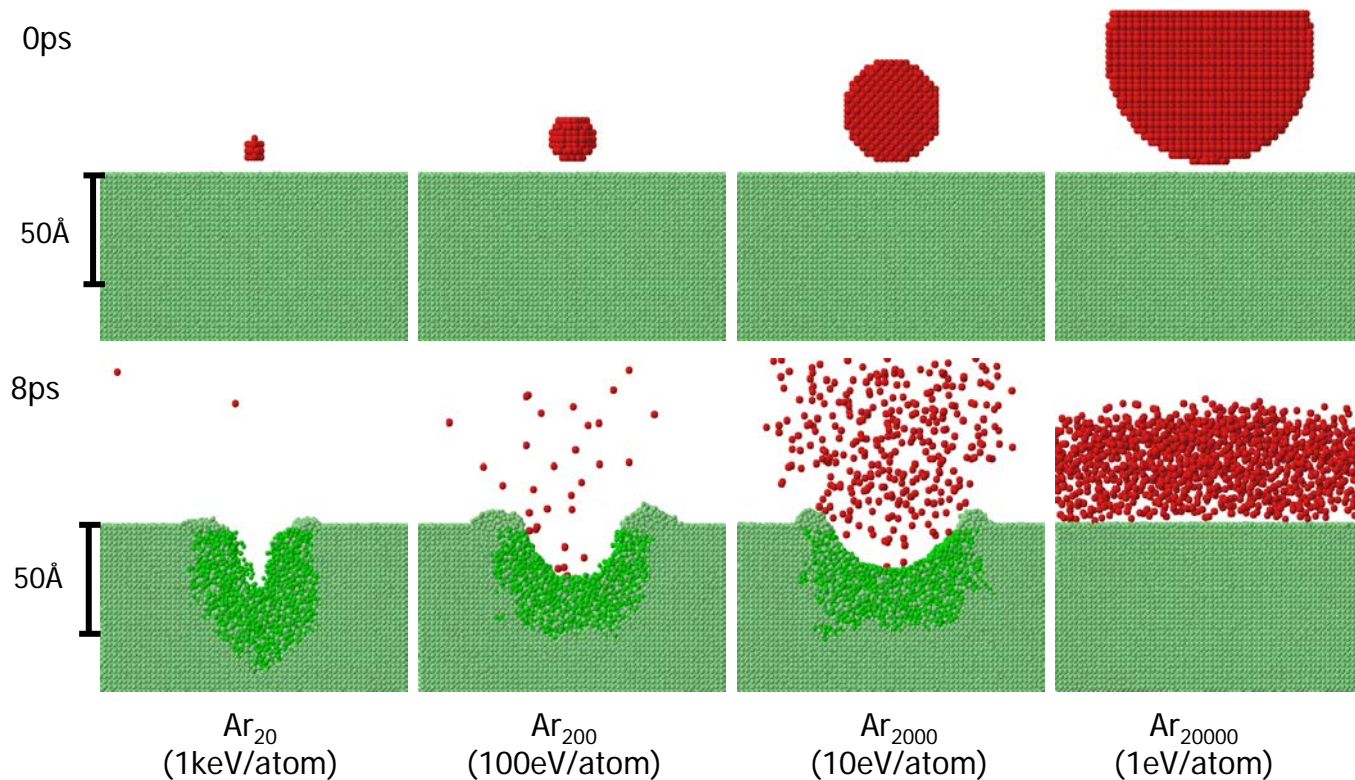 0ps
50Å
8ps
50Å
Ar₂₀
(1keV/atom)
Ar₂₀₀
(100eV/atom)
Ar₂₀₀₀
(10eV/atom)
Ar₂₀₀₀₀
(1eV/atom)